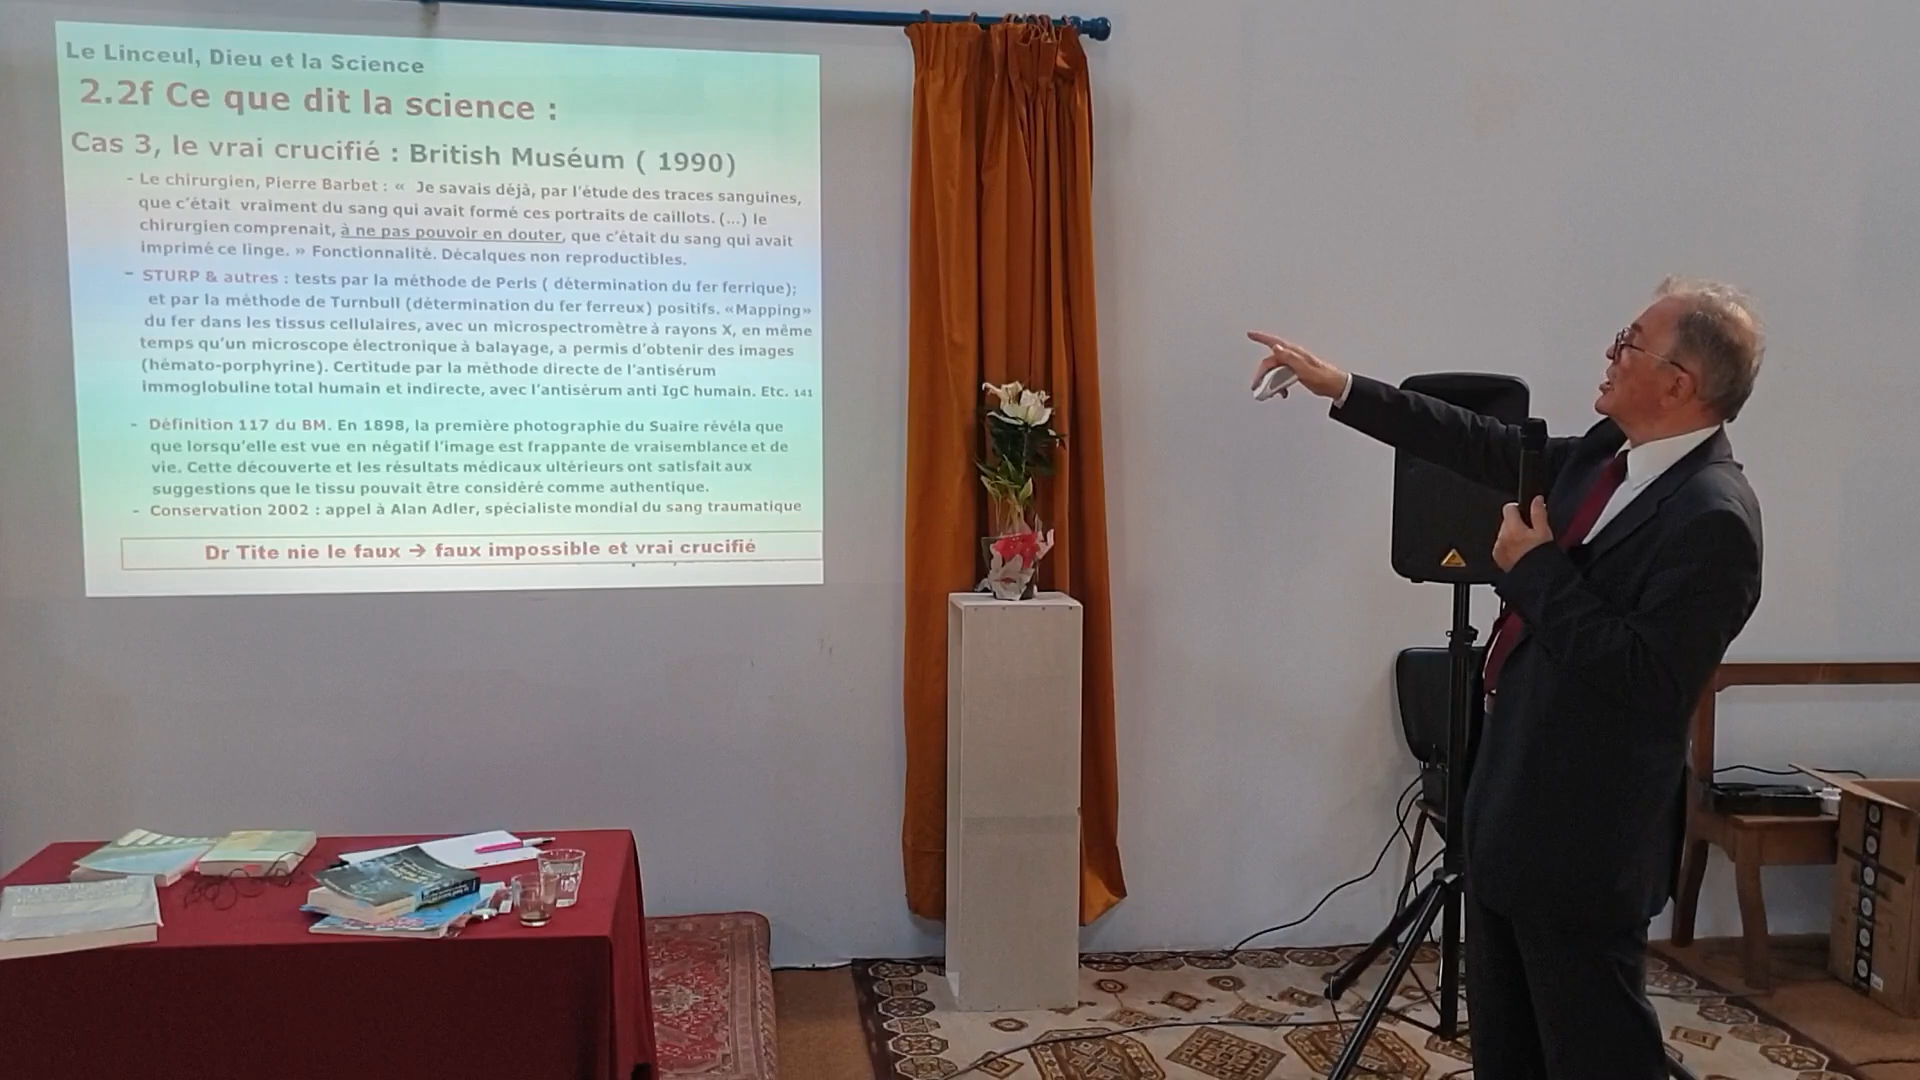 Le Linceul, Dieu et la Science
2.2f Ce que dit la science :
Cas 3, le vrai crucifié : British Muséum ( 1990)
- Le chirurgien, Pierre Barbet : « Je savais déjà, par l'étude des traces sanguines,
que c'était vraiment du sang qui avait formé ces portraits de caillots. (...) le
chirurgien comprenait, à ne pas pouvoir en douter, que c'était du sang qui avait
imprimé ce linge. » Fonctionnalité. Décalques non reproductibles.
- STURP & autres : tests par la méthode de Perls ( détermination du fer ferrique);
et par la méthode de Turnbull (détermination du fer ferreux) positifs. «Mapping»
du fer dans les tissus cellulaires, avec un microspectromètre à rayons X, en même
temps qu'un microscope électronique à balayage, a permis d'obtenir des images
(hémato-porphyrine). Certitude par la méthode directe de l'antisérum
immoglobuline total humain et indirecte, avec l'antisérum anti IgC humain. Etc. 141
- Définition 117 du BM. En 1898, la première photographie du Suaire révéla que
que lorsqu'elle est vue en négatif l'image est frappante de vraisemblance et de
vie. Cette découverte et les résultats médicaux ultérieurs ont satisfait aux
suggestions que le tissu pouvait être considéré comme authentique.
- Conservation 2002 : appel à Alan Adler, spécialiste mondial du sang traumatique
Dr Tite nie le faux → faux impossible et vrai crucifié